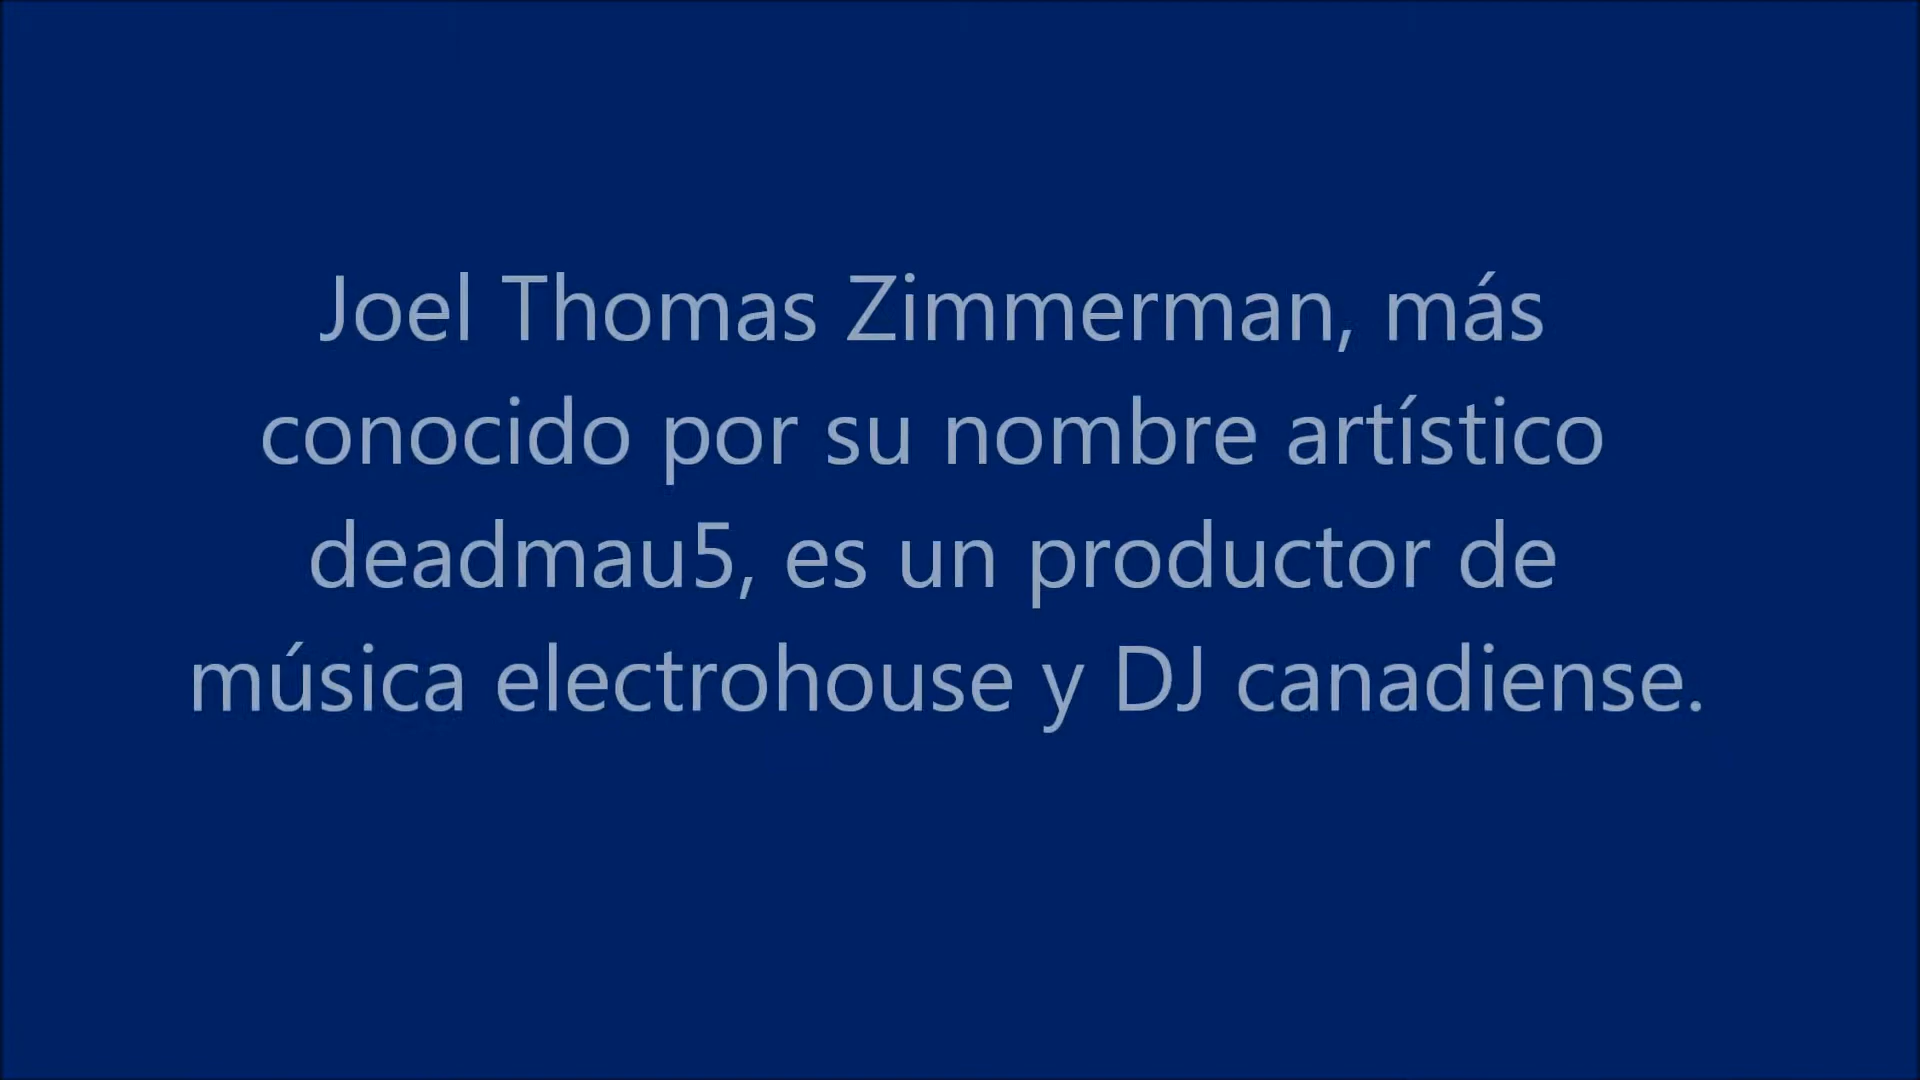 Joel Thomas Zimmerman, más
conocido por su nombre artístico
deadmau5, es un productor de
música electrohouse y DJ canadiense.